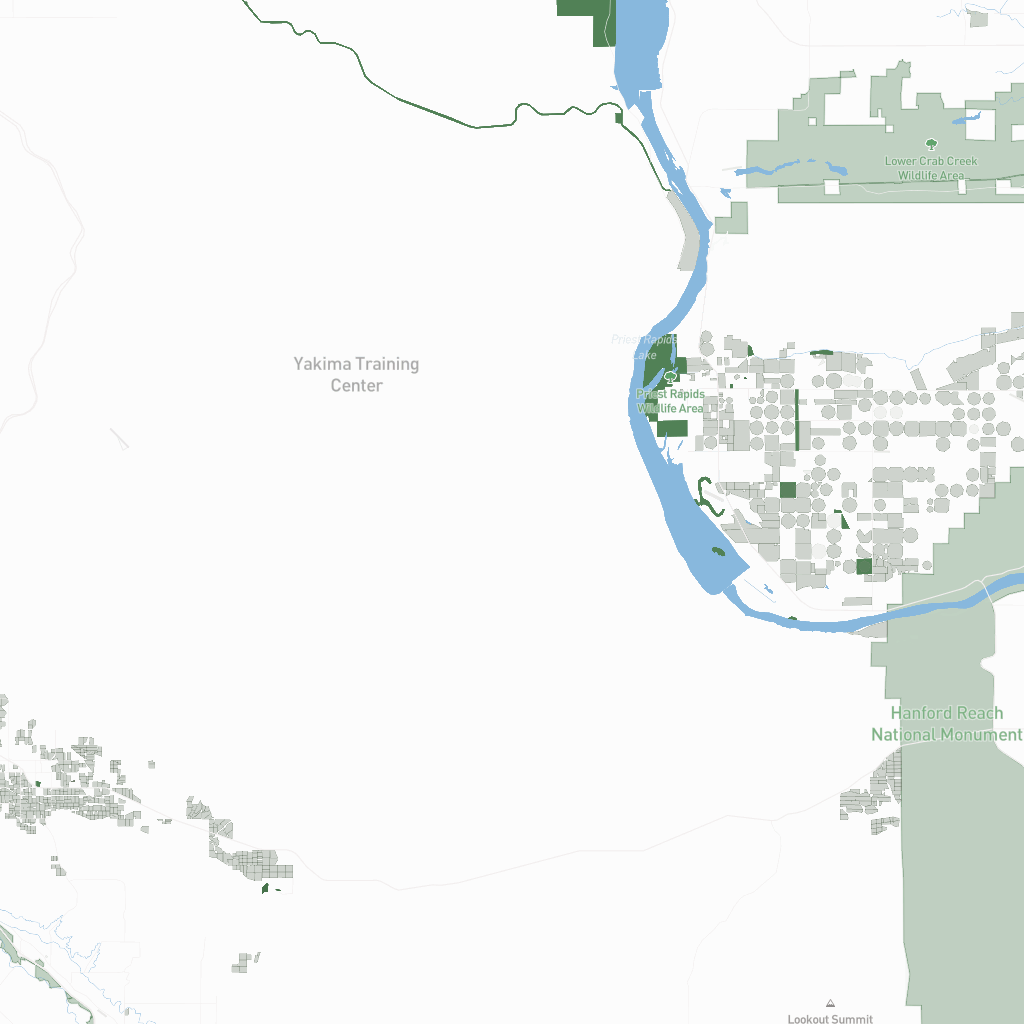 Lower Crab Creek
Wildlife Area
Priest Rapids
Lake
Yakima Training
Center
Priest Rapids
Wildlife Area
Hanford Reach
National Monument
Lookout Summit